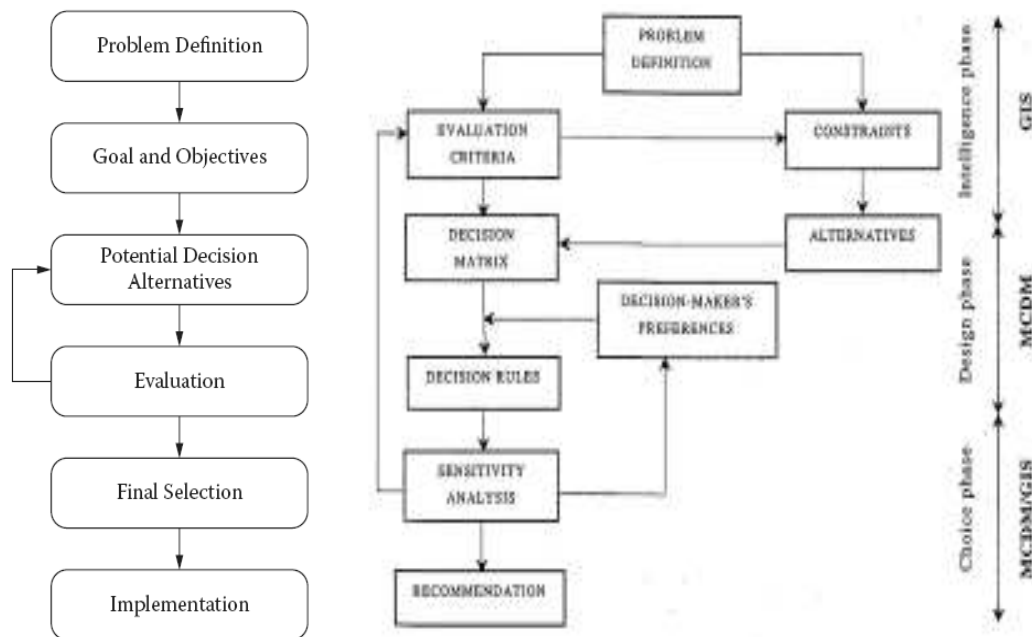 Problem Definition
Goal and Objectives
Potential Decision
Alternatives
Evaluation
Final Selection
Implementation
PROBLEM
DEFINITION
EVALUATION
CRITERIA
CONSTRAISTS
DECISION
MATRIX
ALTERNATIVES
DECISION-MAKER'S
PREFERENCES
DECISION RULES
SENSITIVITY
ANALYSIS
RECOMMENDATION
Intelligence phase
GIS
Design phase
MCDM
Choice phase
MCDM/GIS